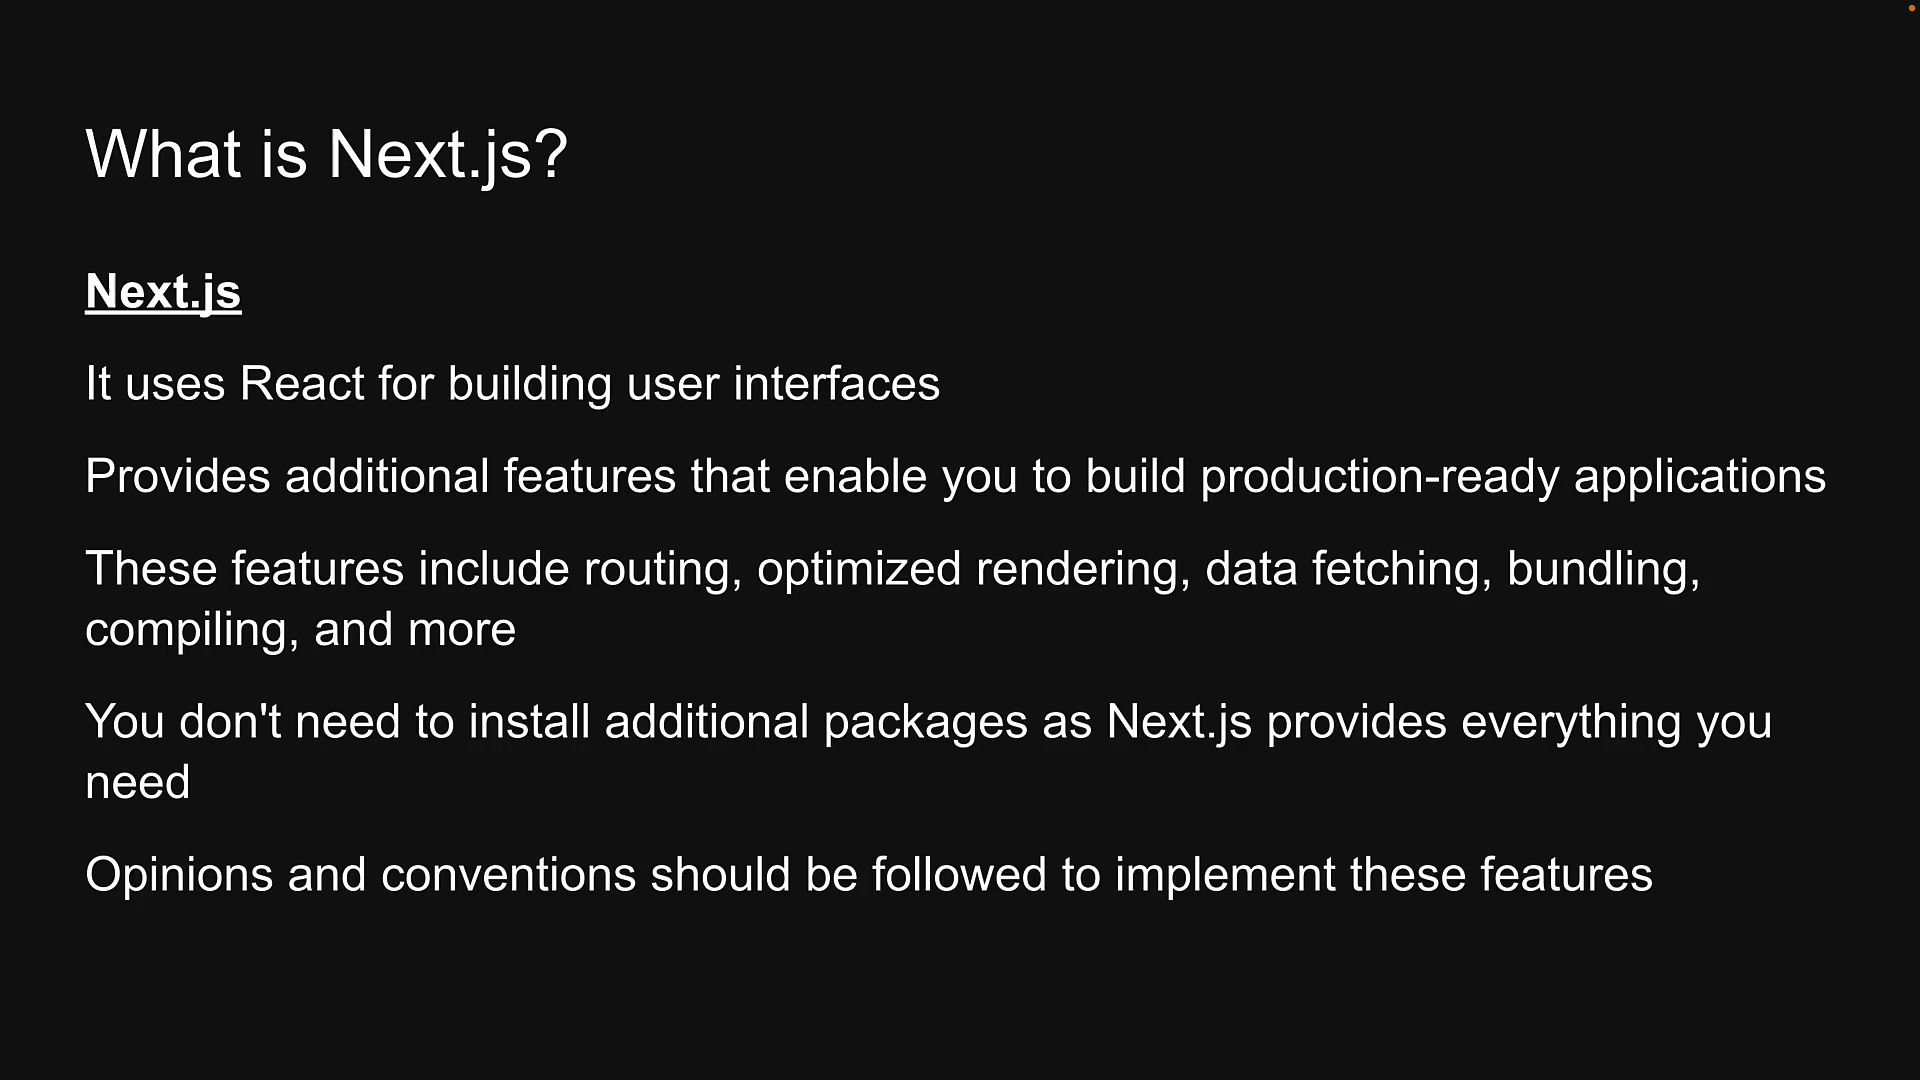 What is Next.js?
Next.js
It uses React for building user interfaces
Provides additional features that enable you to build production-ready applications
These features include routing, optimized rendering, data fetching, bundling,
compiling, and more
You don't need to install additional packages as Next.js provides everything you
need
Opinions and conventions should be followed to implement these features